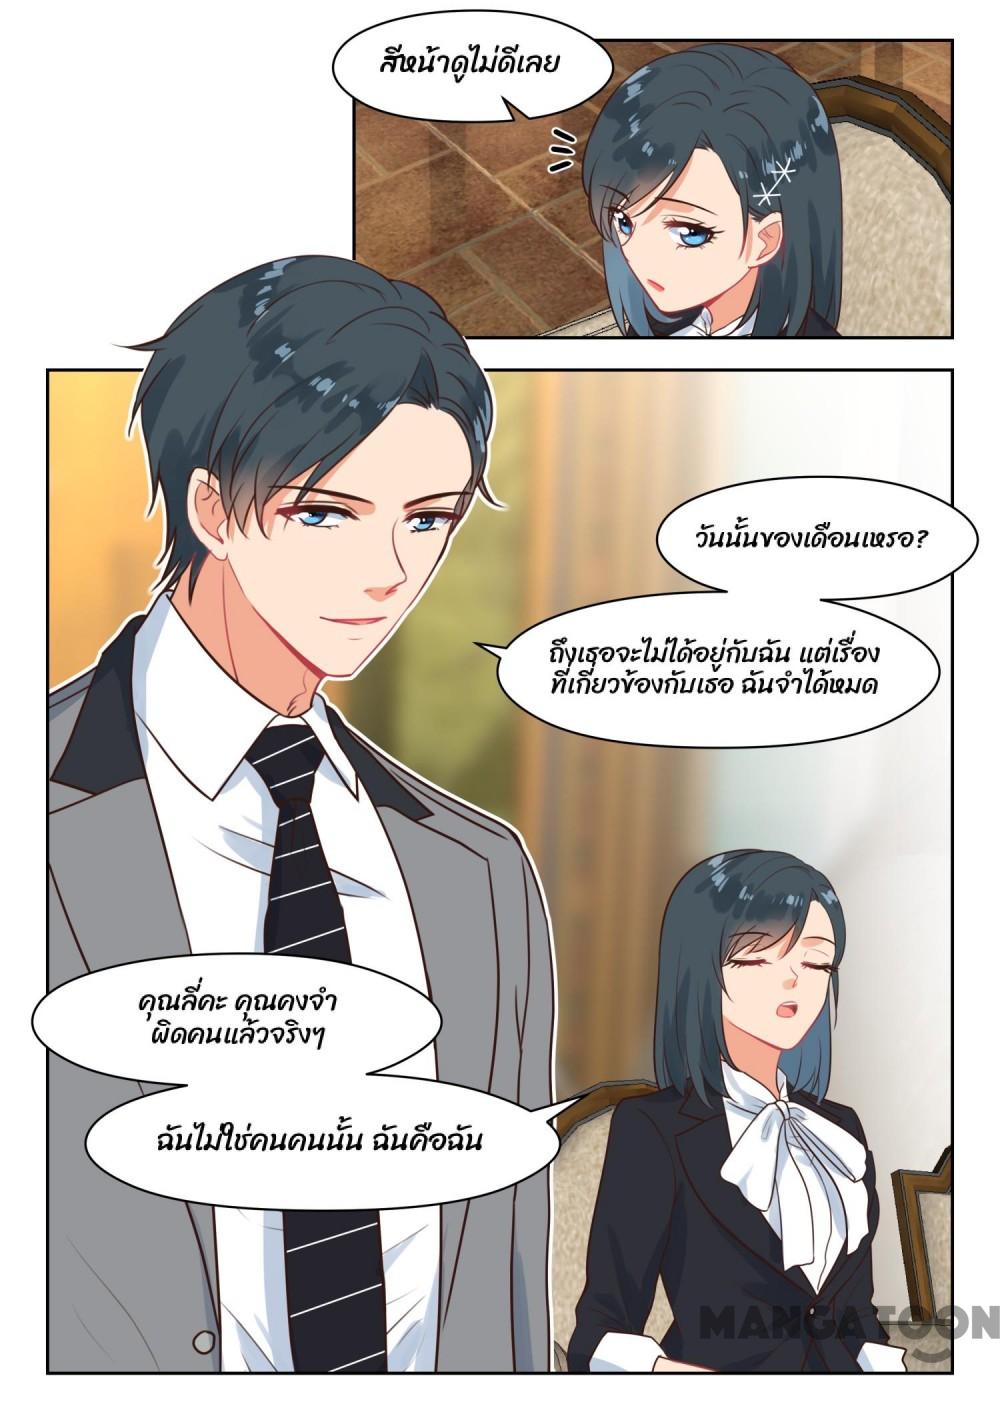 สีหน้าดูไม่ดีเลย
วันนั้นของเดือนเหรอ?
ถึงเธอจะไม่ได้อยู่กับฉัน แต่เรื่อง
ที่เกี่ยวข้องกับเธอ ฉันจำได้หมด
คุณลี่คะ คุณคงจำ
ผิดคนแล้วจริงๆ
ฉันไม่ใช่คนคนนั้น ฉันคือฉัน
MANGATOON